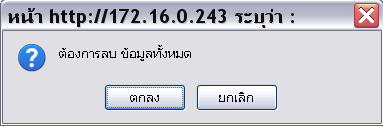 หน้า http://172.16.0.243 ระบุว่า :
ต้องการลบ ข้อมูลทั้งหมด
ตกลง
ยกเลิก